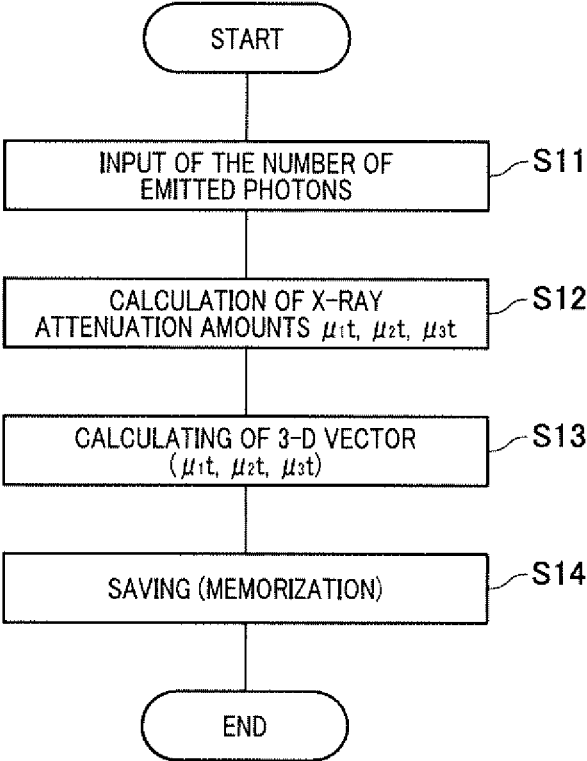 START
INPUT OF THE NUMBER OF
EMITTED PHOTONS
S11
CALCULATION OF X-RAY
ATTENUATION AMOUNTS μ₁t, μ₂t, μ₃t
S12
CALCULATING OF 3-D VECTOR
(μ₁t, μ₂t, μ₃t)
S13
SAVING (MEMORIZATION)
S14
END